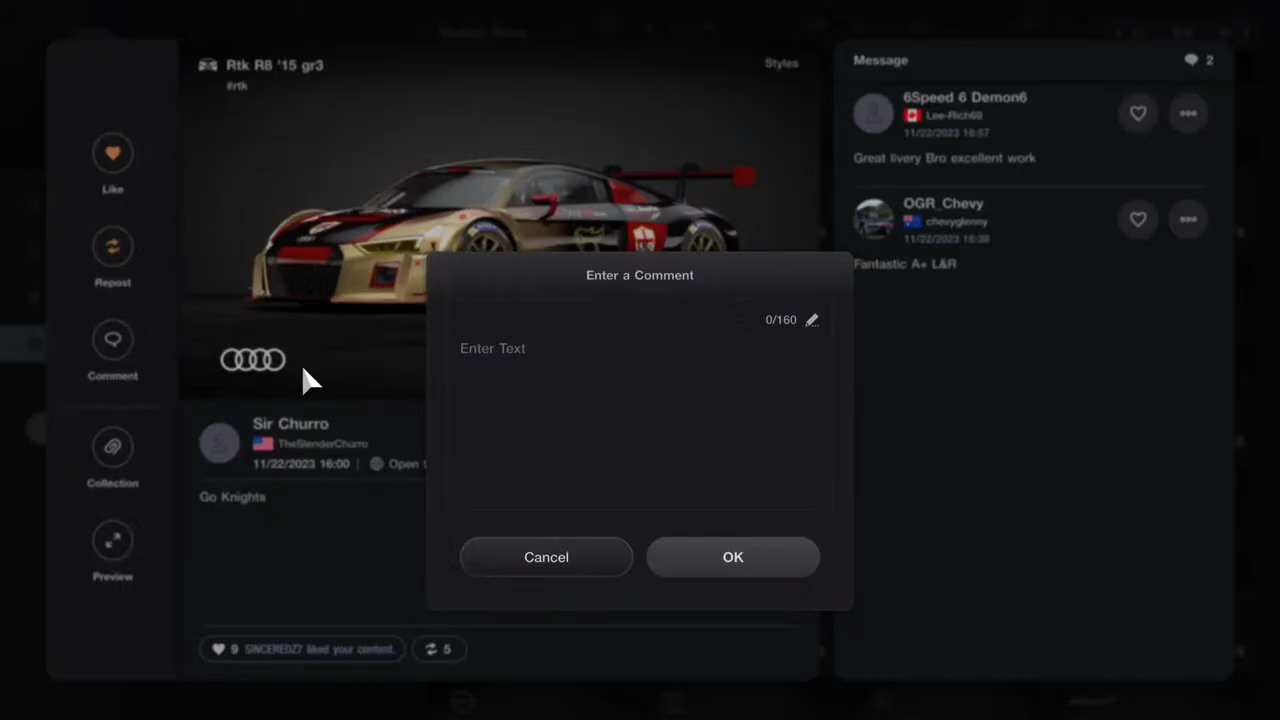 Rtk R8 '15 gr3
#rtk
Styles
Like
Repost
Comment
Collection
Preview
Sir Churro
TheSlenderChurro
11/22/2023 16:00
Open t
Go Knights
9 SINCEREDZ7 liked your content.
5
Enter a Comment
0/160
Enter Text
Cancel
OK
Message
2
6Speed 6 Demon6
Lee-Rich69
11/22/2023 16:57
Great livery Bro excellent work
OGR_Chevy
chevyglenny
11/22/2023 16:38
Fantastic A+ L&R